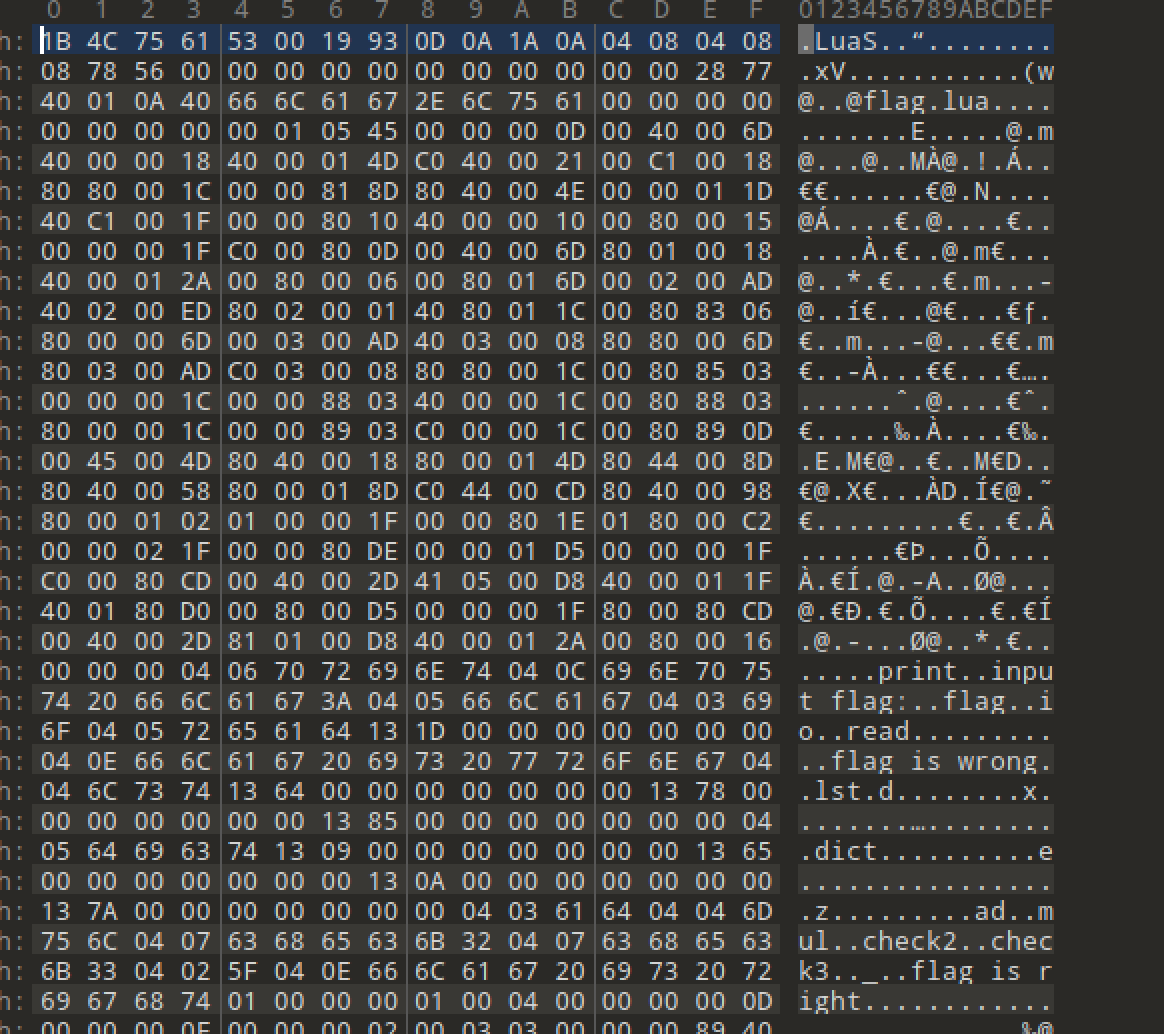 0 1 2 3 4 5 6 7 8 9 A B C D E F 0123456789ABCDEF
h: 1B 4C 75 61 53 00 19 93 0D 0A 1A 0A 04 08 04 08 .LuaS..“........
h: 08 78 56 00 00 00 00 00 00 00 00 00 00 00 28 77 .xV...........(w
h: 40 01 0A 40 66 6C 61 67 2E 6C 75 61 00 00 00 00 @..@flag.lua....
h: 00 00 00 00 00 01 05 45 00 00 00 0D 00 40 00 6D .......E.....@.m
h: 40 00 00 18 40 00 01 4D C0 40 00 21 00 C1 00 18 @...@..MÀ@.!.Á..
h: 80 80 00 1C 00 00 81 8D 80 40 00 4E 00 00 01 1D €€.......€@.N....
h: 40 C1 00 1F 00 00 80 10 40 00 00 10 00 80 00 15 @Á....€.@....€..
h: 00 00 00 1F C0 00 80 0D 00 40 00 6D 80 01 00 18 ....À.€..@.m€...
h: 40 00 01 2A 00 80 00 06 00 80 01 6D 00 02 00 AD @..*.€...€.m...-
h: 40 02 00 ED 80 02 00 01 40 80 01 1C 00 80 83 06 @..í€...@€...€ƒ.
h: 80 00 00 6D 00 03 00 AD 40 03 00 08 80 80 00 6D €..m...-@...€€.m
h: 80 03 00 AD C0 03 00 08 80 80 00 1C 00 80 85 03 €..-À...€€...€….
h: 00 00 00 1C 00 00 88 03 40 00 00 1C 00 80 88 03 ......ˆ.@....€ˆ.
h: 80 00 00 1C 00 00 89 03 C0 00 00 1C 00 80 89 0D €.....‰.À....€‰.
h: 00 45 00 4D 80 40 00 18 80 00 01 4D 80 44 00 8D .E.M€@..€..M€D..
h: 80 40 00 58 80 00 01 8D C0 44 00 CD 80 40 00 98 €@.X€...ÀD.Í€@.˜
h: 80 00 01 02 01 00 00 1F 00 00 80 1E 01 80 00 C2 €.........€..€.Â
h: 00 00 02 1F 00 00 80 DE 00 00 01 D5 00 00 00 1F ......€Þ...Õ....
h: C0 00 80 CD 00 40 00 2D 41 05 00 D8 40 00 01 1F À.€Í.@.-A..Ø@...
h: 40 01 80 D0 00 80 00 D5 00 00 00 1F 80 00 80 CD @.€Ð.€.Õ....€.€Í
h: 00 40 00 2D 81 01 00 D8 40 00 01 2A 00 80 00 16 .@.-...Ø@..*.€..
h: 00 00 00 04 06 70 72 69 6E 74 04 0C 69 6E 70 75 .....print..inpu
h: 74 20 66 6C 61 67 3A 04 05 66 6C 61 67 04 03 69 t flag:..flag..i
h: 6F 04 05 72 65 61 64 13 1D 00 00 00 00 00 00 00 o..read.........
h: 04 0E 66 6C 61 67 20 69 73 20 77 72 6F 6E 67 04 ..flag is wrong.
h: 04 6C 73 74 13 64 00 00 00 00 00 00 00 13 78 00 .lst.d........x.
h: 00 00 00 00 00 00 13 85 00 00 00 00 00 00 00 04 .......…........
h: 05 64 69 63 74 13 09 00 00 00 00 00 00 00 13 65 .dict..........e
h: 00 00 00 00 00 00 00 13 0A 00 00 00 00 00 00 00 ................
h: 13 7A 00 00 00 00 00 00 00 04 03 61 64 04 04 6D .z.........ad..m
h: 75 6C 04 07 63 68 65 63 6B 32 04 07 63 68 65 63 ul..check2..chec
h: 6B 33 04 02 5F 04 0E 66 6C 61 67 20 69 73 20 72 k3.._..flag is r
h: 69 67 68 74 01 00 00 00 01 00 04 00 00 00 00 0D ight............
h: 00 00 00 0F 00 00 00 02 00 03 03 00 00 00 89 40 ‰@